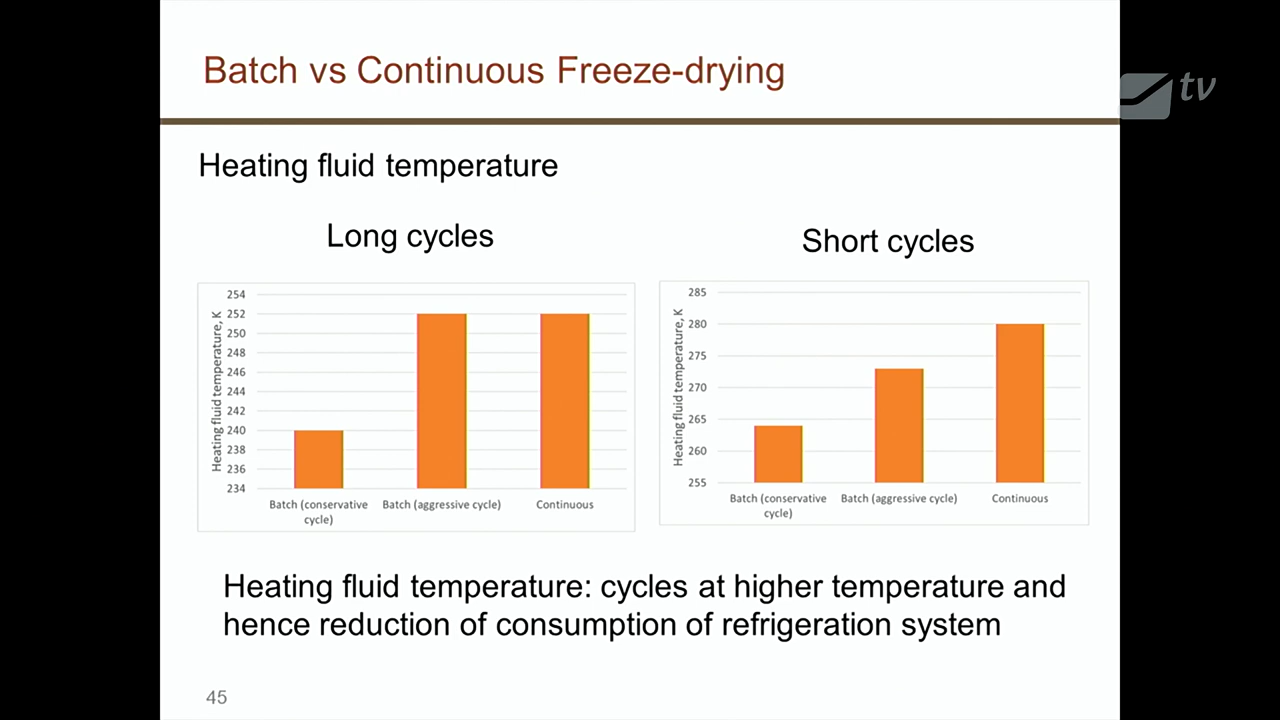 Batch vs Continuous Freeze-drying
tv
Heating fluid temperature
Long cycles
Short cycles
Heating fluid temperature, K
254
252
250
248
246
244
242
240
238
236
234
Batch (conservative
cycle)
Batch (aggressive cycle)
Continuous
Heating fluid temperature, K
285
280
275
270
265
260
255
Batch (conservative
cycle)
Batch (aggressive cycle)
Continuous
Heating fluid temperature: cycles at higher temperature and
hence reduction of consumption of refrigeration system
45